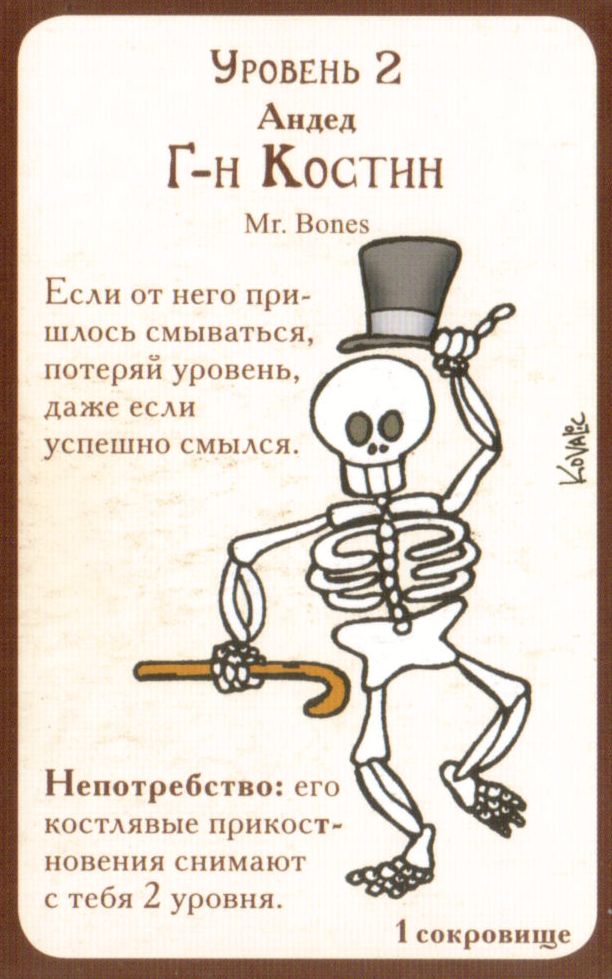 Уровень 2
Андед
Г-н Костин
Mr. Bones
Если от него при-
шлось смываться,
потеряй уровень,
даже если
успешно смылся.
Kovalic
Непотребство: его
костлявые прикост-
новения снимают
с тебя 2 уровня.
1 сокровище